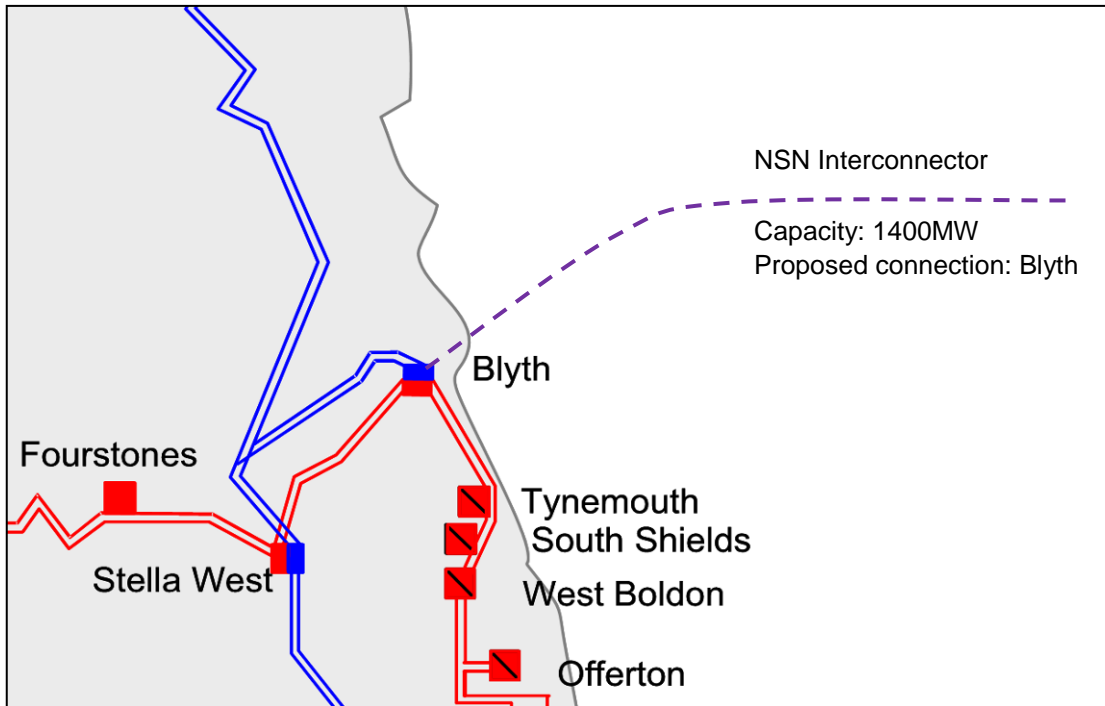 NSN Interconnector
Capacity: 1400MW
Proposed connection: Blyth
Blyth
Fourstones
Tynemouth
South Shields
Stella West
West Boldon
Offerton